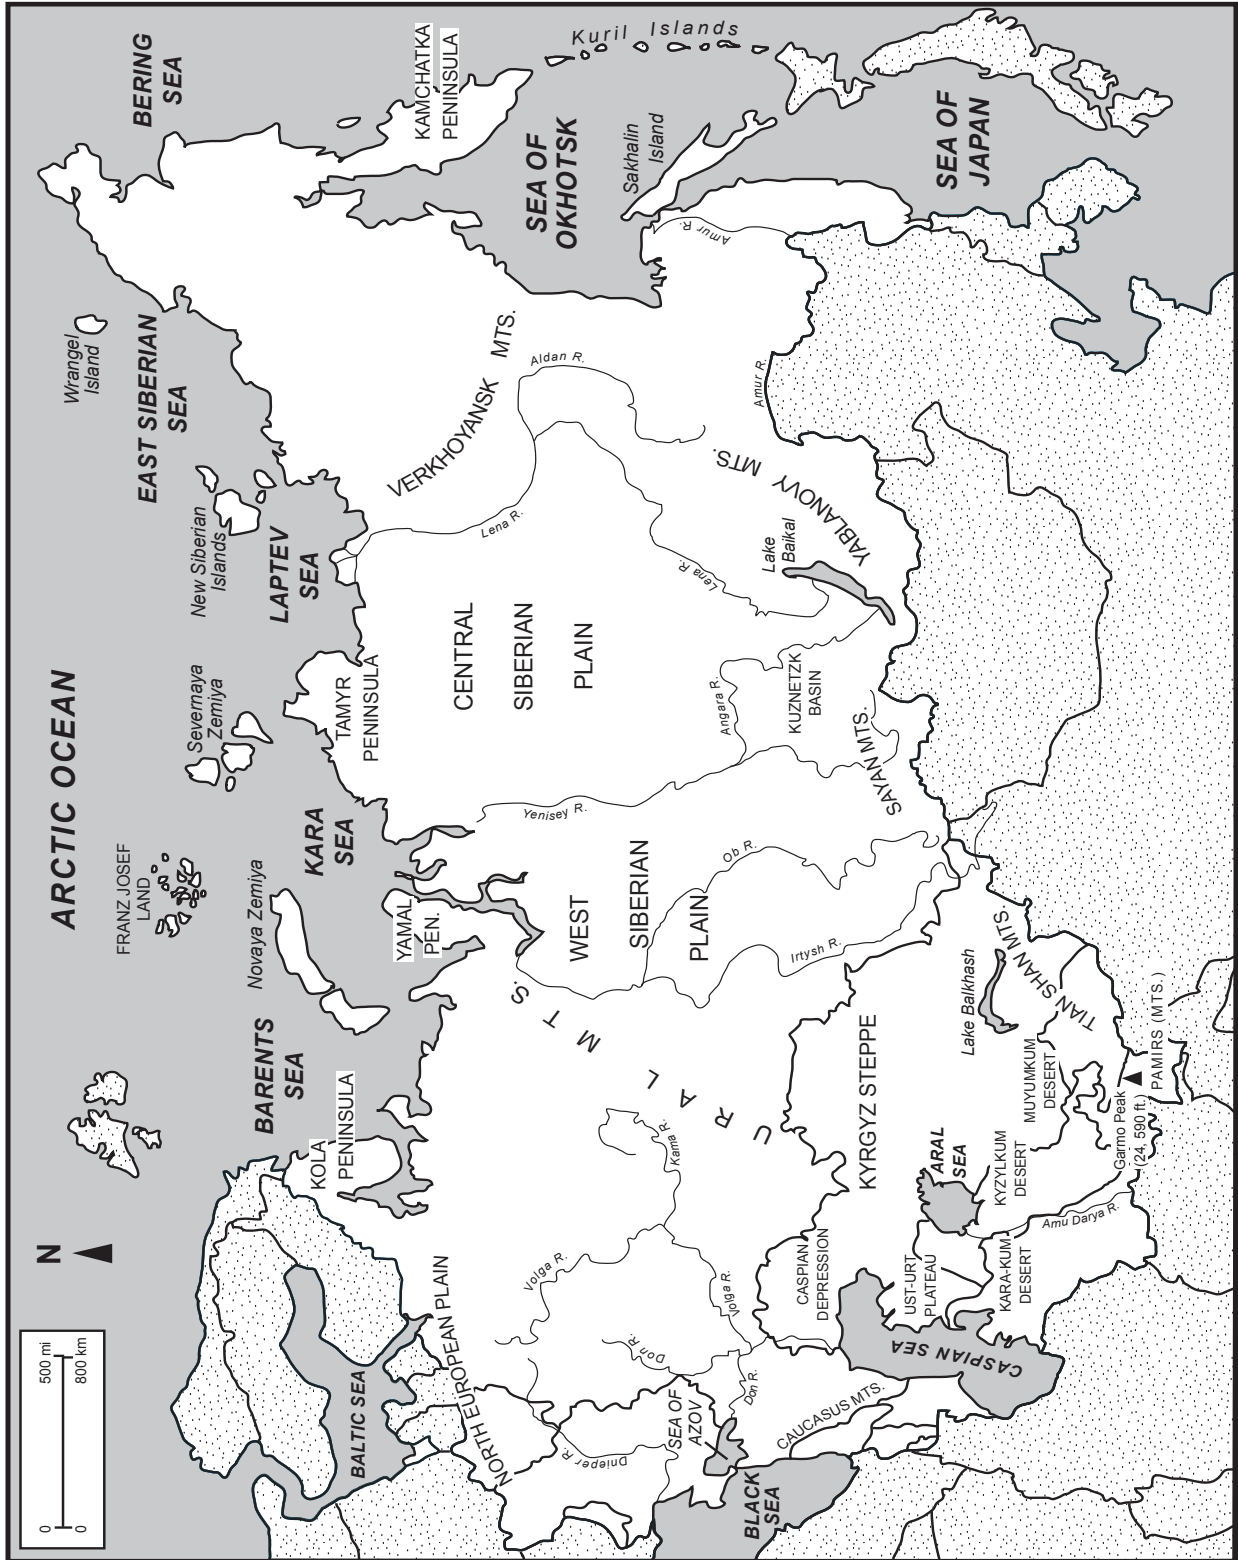 500 mi
800 km
0
0
N
ARCTIC OCEAN
BERING
SEA
EAST SIBERIAN
SEA
Wrangel
Island
New Siberian
Islands
LAPTEV
SEA
Severnaya
Zemiya
KARA
SEA
FRANZ JOSEF
LAND
Novaya Zemiya
BARENTS
SEA
KOLA
PENINSULA
YAMAL
PEN.
TAMYR
PENINSULA
KAMCHATKA
PENINSULA
Kuril Islands
SEA OF
OKHOTSK
Sakhalin
Island
SEA OF
JAPAN
Amur R.
Amur R.
VERKHOYANSK MTS.
Aldan R.
Lena R.
Lena R.
CENTRAL
SIBERIAN
PLAIN
YABLANOVY MTS.
Lake
Baikal
KUZNETZK
BASIN
Angara R.
SAYAN MTS.
Yenisey R.
WEST
SIBERIAN
PLAIN
Ob R.
Irtysh R.
URAL MTS.
Kama R.
Volga R.
Volga R.
Don R.
Don R.
Dnieper R.
NORTH EUROPEAN PLAIN
BALTIC SEA
SEA OF
AZOV
BLACK
SEA
CAUCASUS MTS.
CASPIAN SEA
CASPIAN
DEPRESSION
UST-URT
PLATEAU
KARA-KUM
DESERT
KYZYLKUM
DESERT
ARAL
SEA
Amu Darya R.
KYRGYZ STEPPE
MUYUMKUM
DESERT
Lake Balkhash
TIAN SHAN MTS.
Garmo Peak
(24, 590 ft.)
PAMIRS (MTS.)